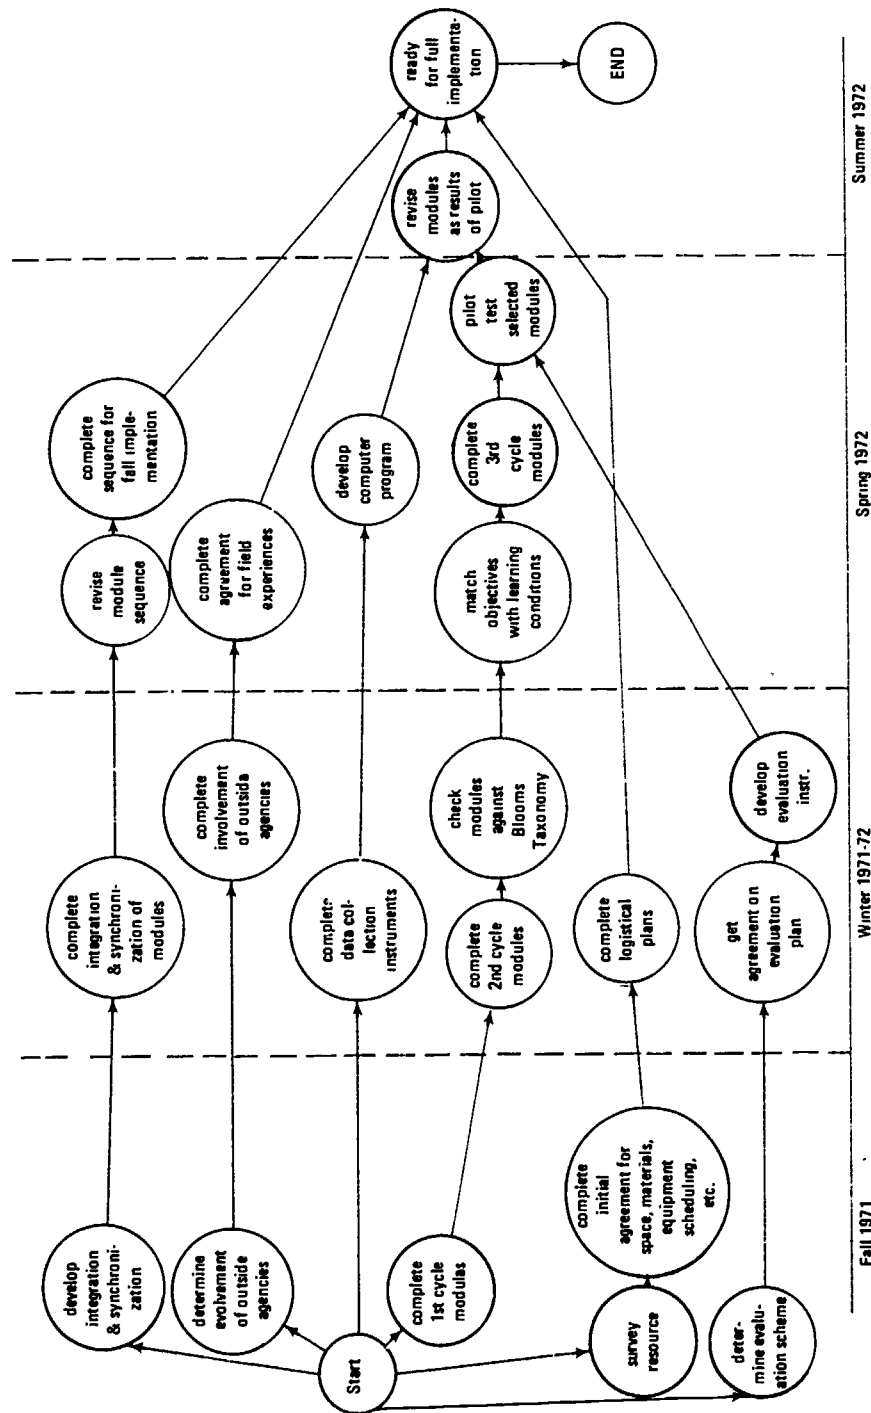 develop
integration
& synchroni-
zation
complete
integration
& synchroni-
zation of
modules
revise
module
sequence
complete
sequence for
fall imple-
mentation
ready
for full
implementa-
tion
END
determine
evolvement
of outside
agencies
complete
involvement
of outsida
agencies
complete
agreement
for field
experiences
Start
complete
data col-
lection
instruments
develop
computer
program
revise
modules
as results
of pilot
complete
1st cycle
modulas
complete
2nd cycle
modules
check
modules
against
Blooms
Taxonomy
match
objectives
with learning
conditions
complete
3rd
cycle
modules
pilot
test
selected
modules
survey
resource
complete
initial
agreement for
space, materials,
equipment
scheduling,
etc.
complete
logistical
plans
deter-
mine evalu-
ation scheme
get
agreement on
evaluation
plan
develop
evaluation
instr.
Fall 1971
Winter 1971-72
Spring 1972
Summer 1972